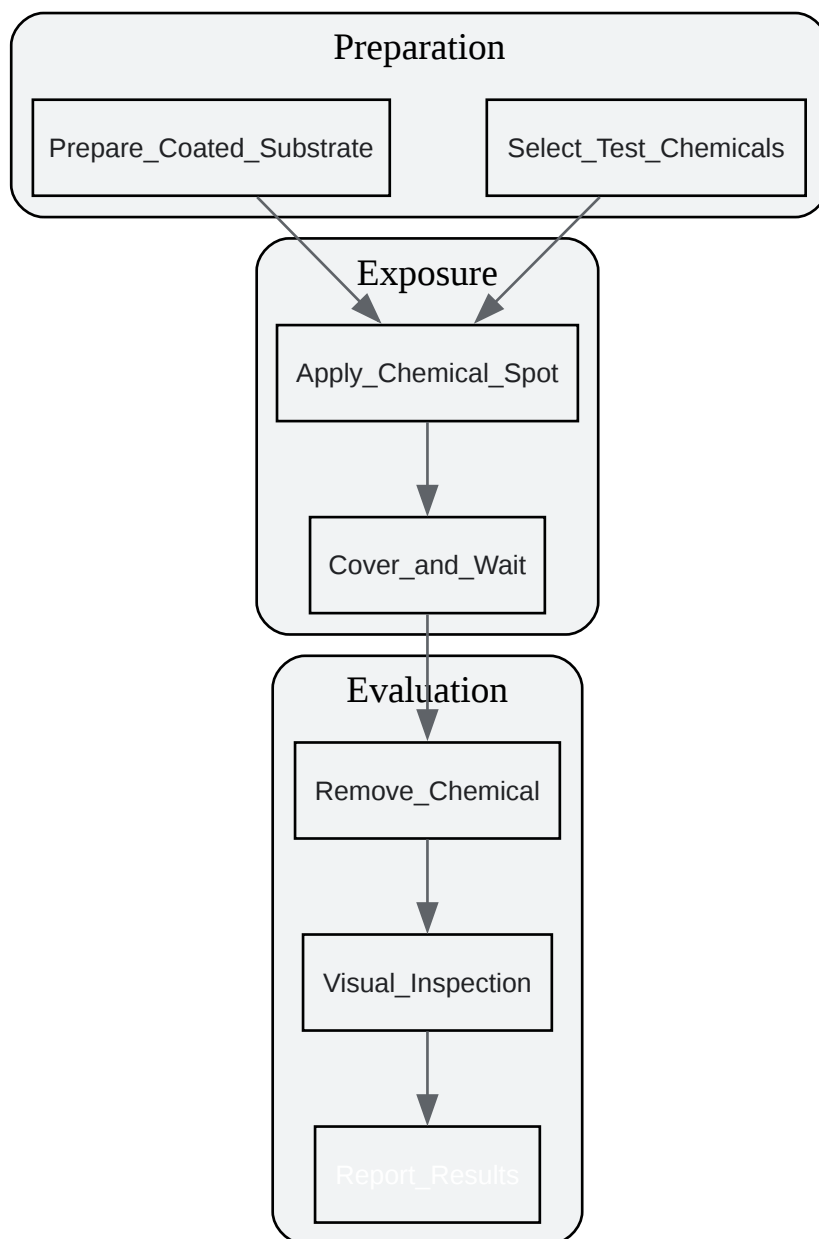 Preparation
Prepare_Coated_Substrate
Select_Test_Chemicals
Exposure
Apply_Chemical_Spot
Cover_and_Wait
Evaluation
Remove_Chemical
Visual_Inspection
Report_Results